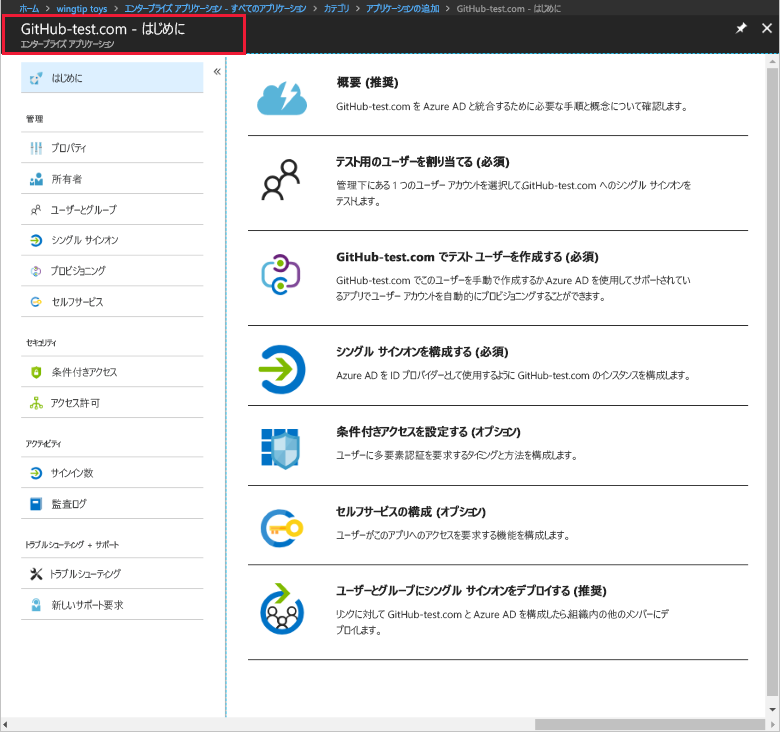 ホーム > wingtip toys > エンタープライズ アプリケーション - すべてのアプリケーション > カテゴリ > アプリケーションの追加 > GitHub-test.com - はじめに
GitHub-test.com - はじめに
エンタープライズ アプリケーション
はじめに
管理
プロパティ
所有者
ユーザーとグループ
シングル サインオン
プロビジョニング
セルフサービス
セキュリティ
条件付きアクセス
アクセス許可
アクティビティ
サインイン数
監査ログ
トラブルシューティング + サポート
トラブルシューティング
新しいサポート要求
概要 (推奨)
GitHub-test.com を Azure AD と統合するために必要な手順と概念について確認します。
テスト用のユーザーを割り当てる (必須)
管理下にある 1 つのユーザー アカウントを選択して、GitHub-test.com へのシングル サインオンを
テストします。
GitHub-test.com でテスト ユーザーを作成する (必須)
GitHub-test.com でこのユーザーを手動で作成するか、Azure AD を使用して、サポートされてい
るアプリでユーザー アカウントを自動的にプロビジョニングすることができます。
シングル サインオンを構成する (必須)
Azure AD を ID プロバイダーとして使用するように GitHub-test.com のインスタンスを構成します。
条件付きアクセスを設定する (オプション)
ユーザーに多要素認証を要求するタイミングと方法を構成します。
セルフサービスの構成 (オプション)
ユーザーがこのアプリへのアクセスを要求する機能を構成します。
ユーザーとグループにシングル サインオンをデプロイする (推奨)
リンクに対して GitHub-test.com と Azure AD を構成したら、組織内の他のメンバーにデ
プロイします。